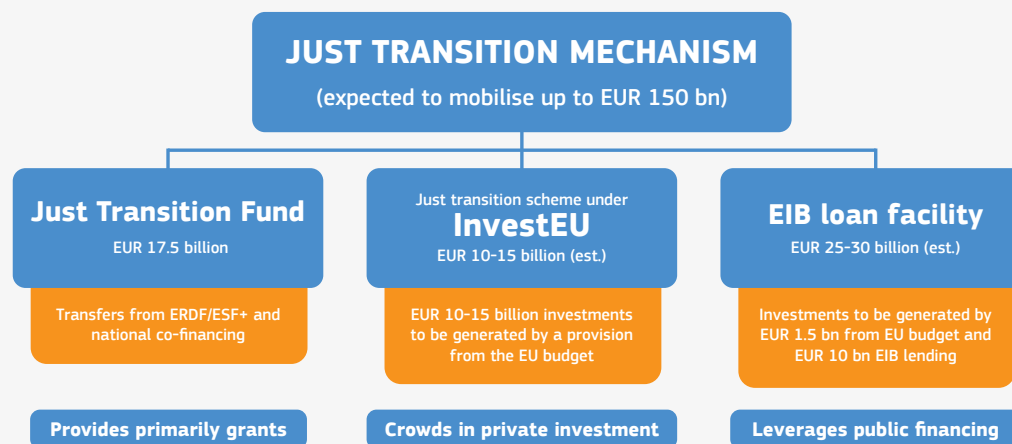 JUST TRANSITION MECHANISM
(expected to mobilise up to EUR 150 bn)
Just Transition Fund
EUR 17.5 billion
Transfers from ERDF/ESF+ and
national co-financing
Provides primarily grants
Just transition scheme under
InvestEU
EUR 10-15 billion (est.)
EUR 10-15 billion investments
to be generated by a provision
from the EU budget
Crowds in private investment
EIB loan facility
EUR 25-30 billion (est.)
Investments to be generated by
EUR 1.5 bn from EU budget and
EUR 10 bn EIB lending
Leverages public financing